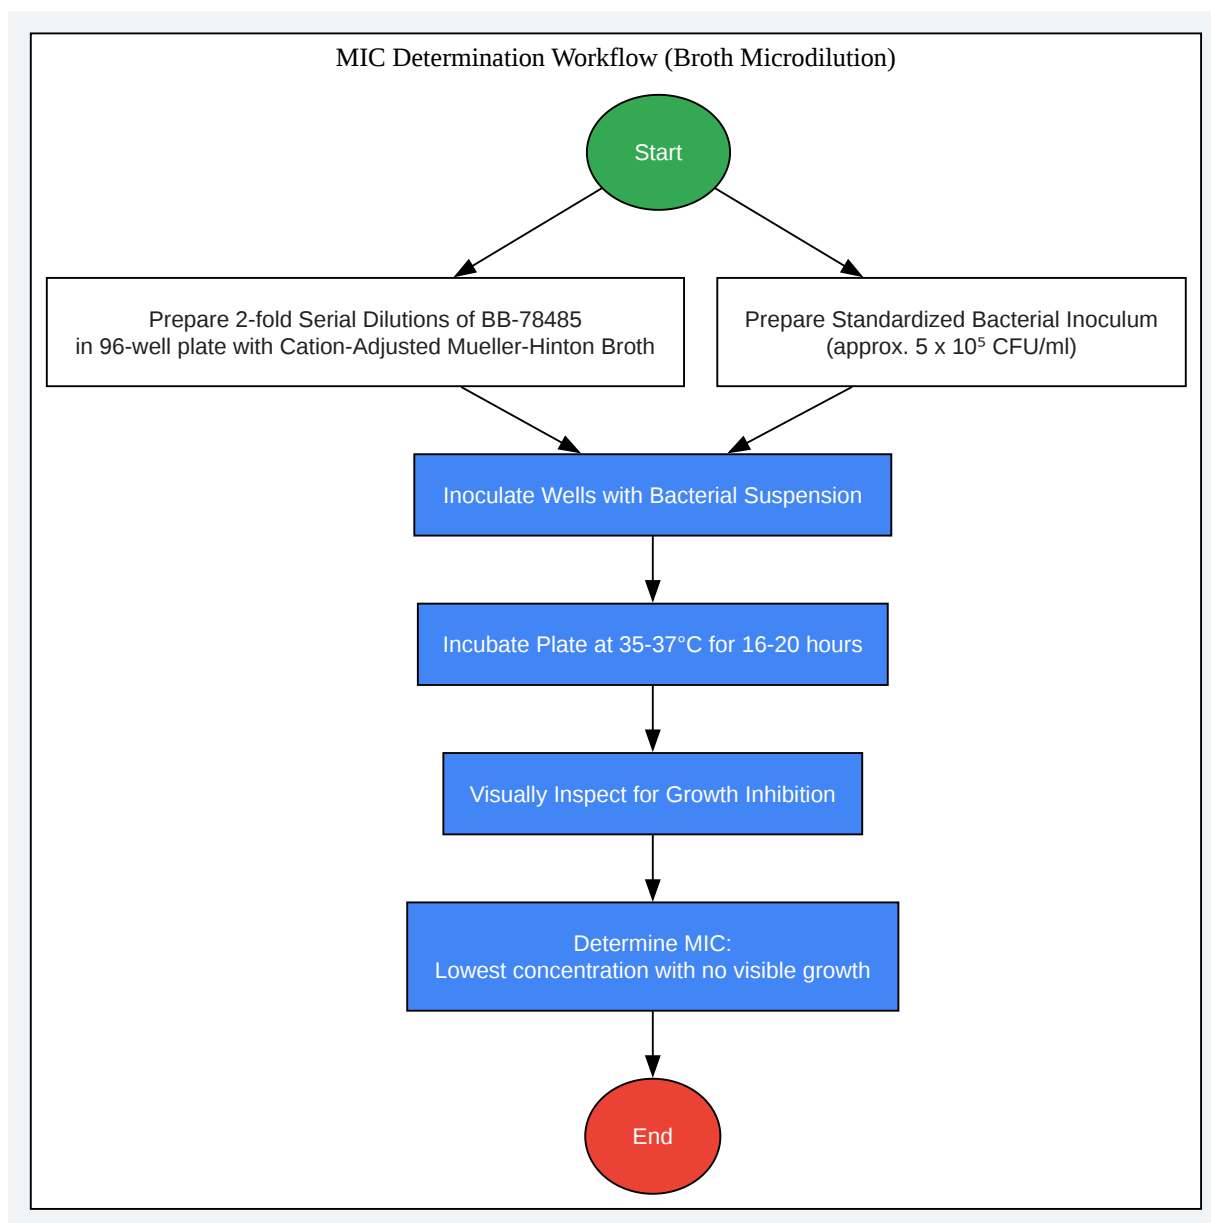 MIC Determination Workflow (Broth Microdilution)
Start
Prepare 2-fold Serial Dilutions of BB-78485
in 96-well plate with Cation-Adjusted Mueller-Hinton Broth
Prepare Standardized Bacterial Inoculum
(approx. 5 x 10⁵ CFU/ml)
Inoculate Wells with Bacterial Suspension
Incubate Plate at 35-37°C for 16-20 hours
Visually Inspect for Growth Inhibition
Determine MIC:
Lowest concentration with no visible growth
End